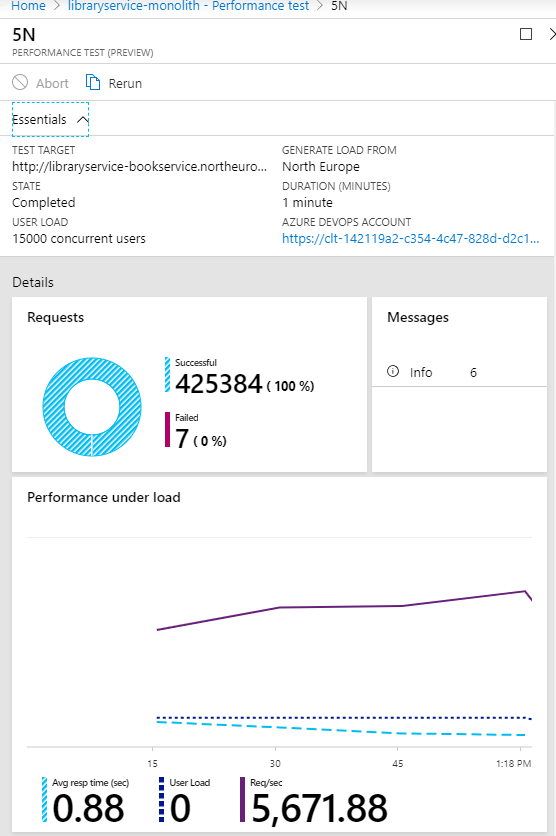 Home > libraryservice-monolith - Performance test > 5N
5N
PERFORMANCE TEST (PREVIEW)
Abort Rerun
Essentials
TEST TARGET
http://libraryservice-bookservice.northeuro...
GENERATE LOAD FROM
North Europe
STATE
Completed
DURATION (MINUTES)
1 minute
USER LOAD
15000 concurrent users
AZURE DEVOPS ACCOUNT
https://clt-142119a2-c354-4c47-828d-d2c1...
Details
Requests
Successful
425384 ( 100 %)
Failed
7 ( 0 %)
Messages
Info 6
Performance under load
15 30 45 1:18 PM
Avg resp time (sec)
0.88
User Load
0
Req/sec
5,671.88